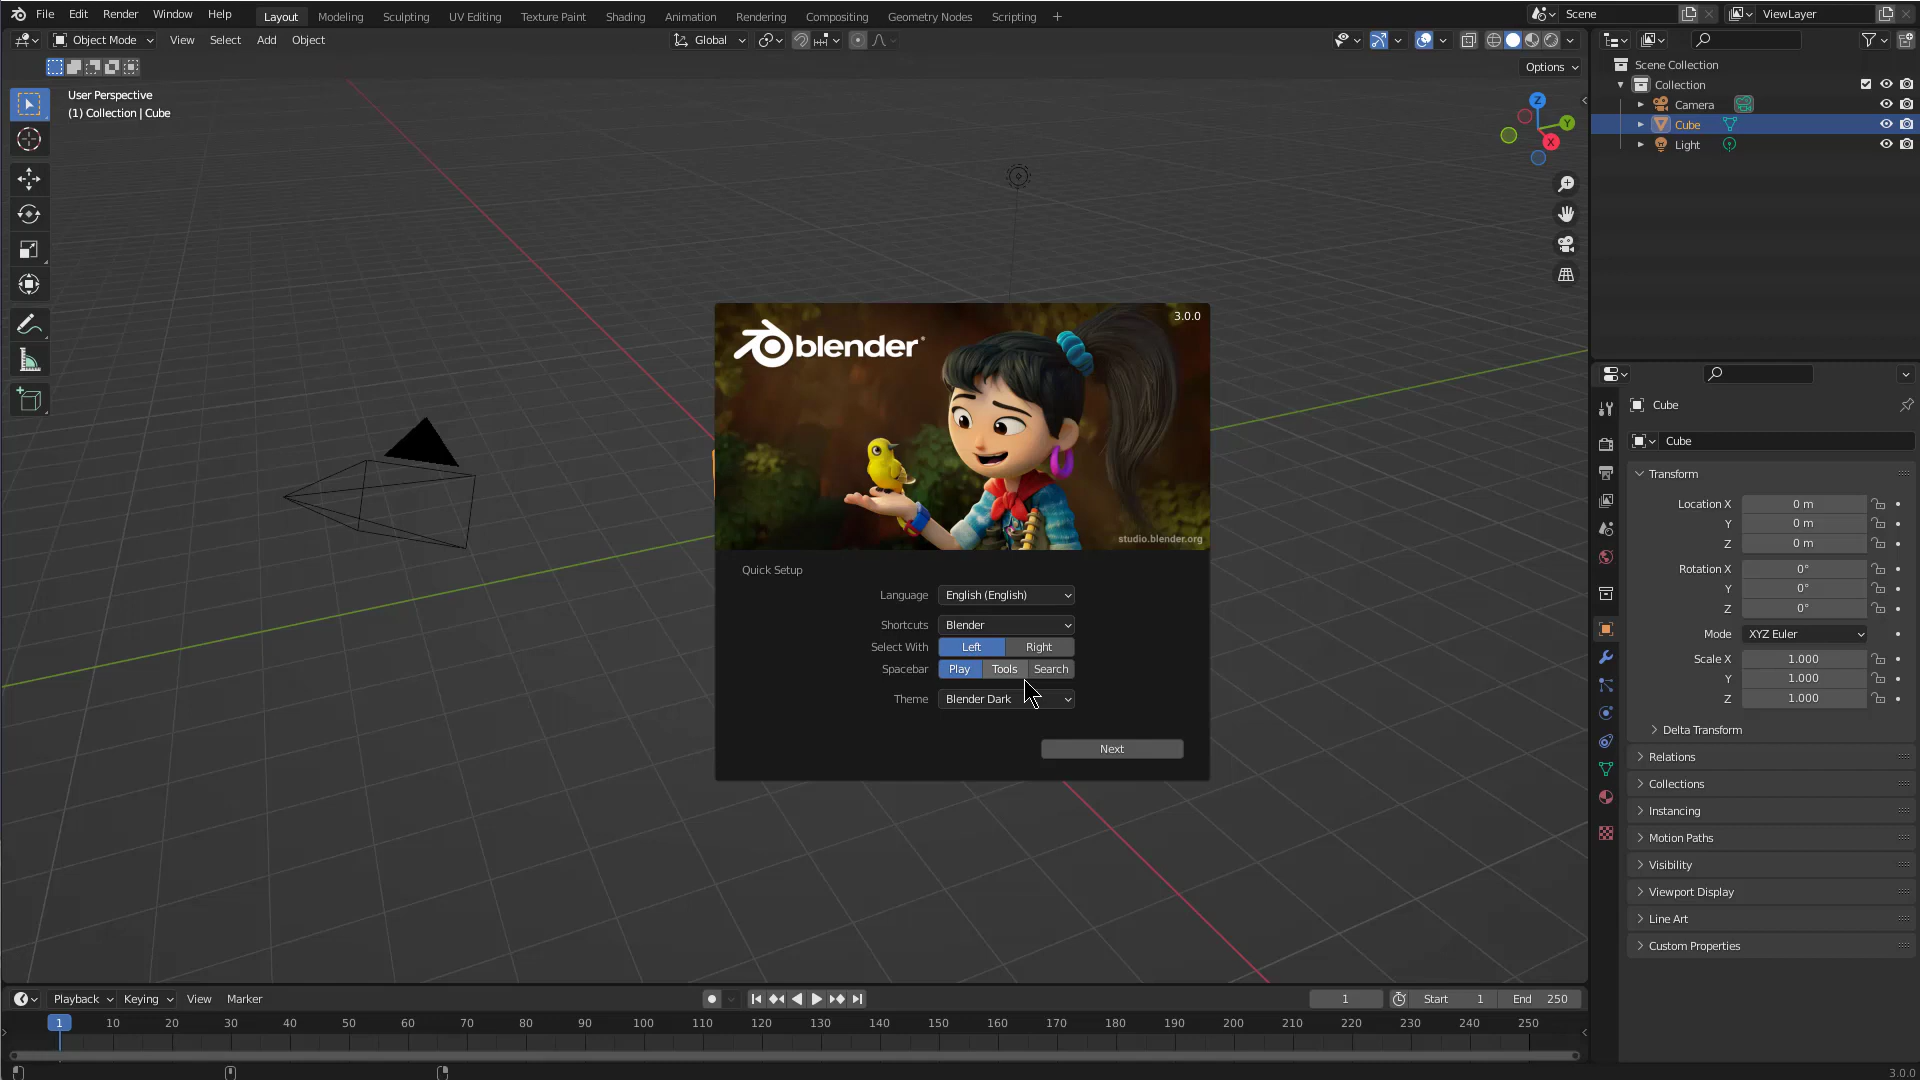 File Edit Render Window Help Layout Modeling Sculpting UV Editing Texture Paint Shading Animation Rendering Compositing Geometry Nodes Scripting + Scene ViewLayer
Object Mode View Select Add Object Global
Options
User Perspective
(1) Collection | Cube
Z
Y
X
Scene Collection
Collection
Camera
Cube
Light
blender
3.0.0
studio.blender.org
Quick Setup
Language English (English)
Shortcuts Blender
Select With Left Right
Spacebar Play Tools Search
Theme Blender Dark
Next
Cube
Cube
Transform
Location X 0 m
Y 0 m
Z 0 m
Rotation X 0°
Y 0°
Z 0°
Mode XYZ Euler
Scale X 1.000
Y 1.000
Z 1.000
Delta Transform
Relations
Collections
Instancing
Motion Paths
Visibility
Viewport Display
Line Art
Custom Properties
Playback Keying View Marker 1 Start 1 End 250
1 10 20 30 40 50 60 70 80 90 100 110 120 130 140 150 160 170 180 190 200 210 220 230 240 250
3.0.0